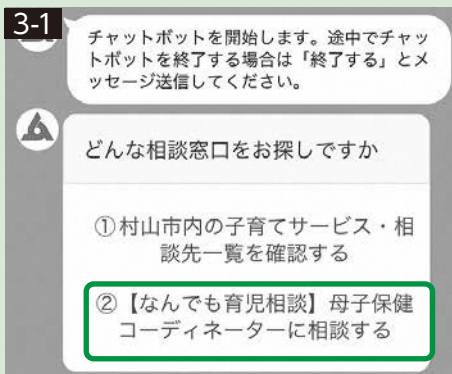 3-1
チャットボットを開始します。途中でチャッ
トボットを終了する場合は「終了する」とメ
ッセージ送信してください。
どんな相談窓口をお探しですか
①村山市内の子育てサービス・相
談先一覧を確認する
②【なんでも育児相談】母子保健
コーディネーターに相談する